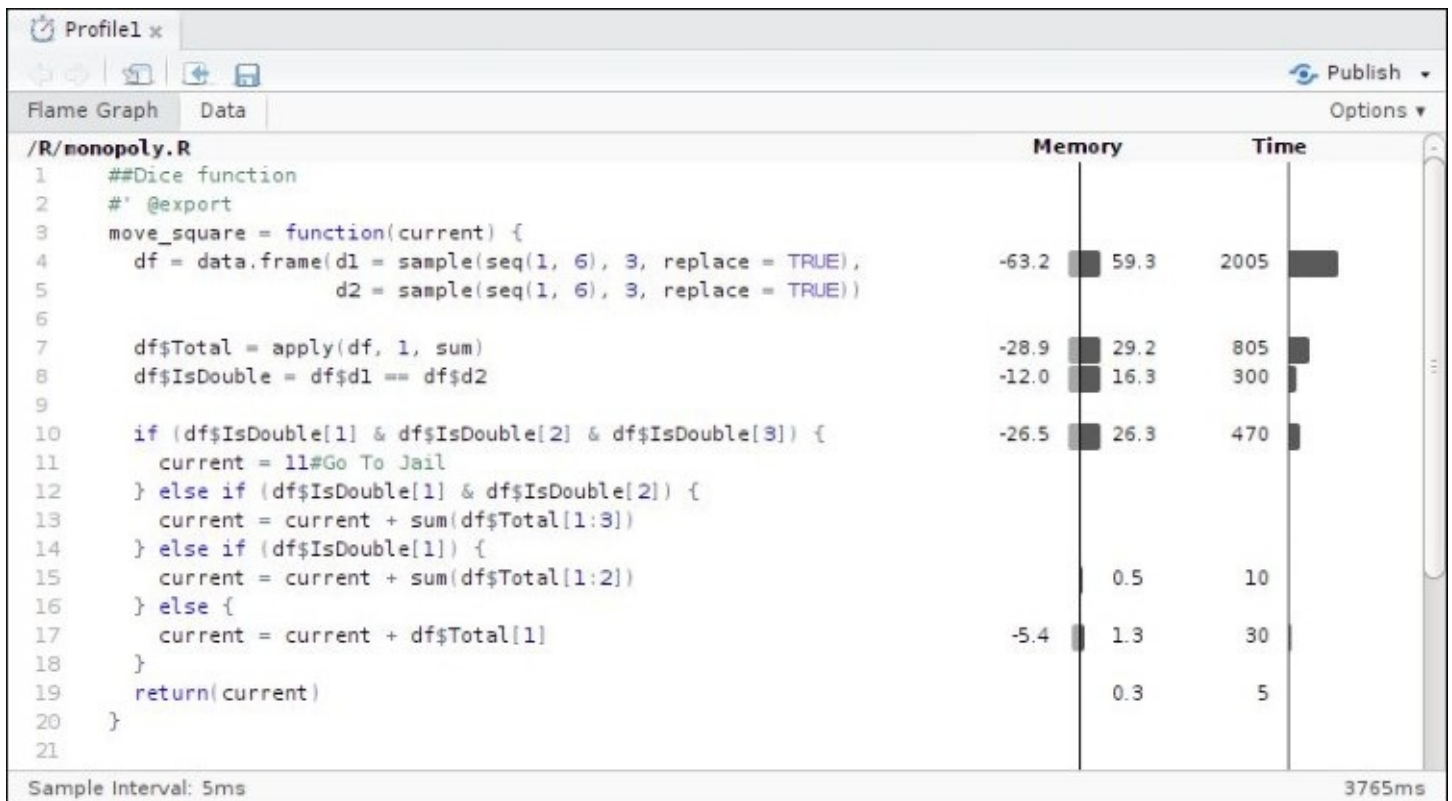 Profile1 ×
Publish
Flame Graph Data Options ▾
/R/monopoly.R Memory Time
1 ##Dice function
2 #' @export
3 move_square = function(current) {
4 df = data.frame(d1 = sample(seq(1, 6), 3, replace = TRUE), -63.2 59.3 2005
5 d2 = sample(seq(1, 6), 3, replace = TRUE))
6
7 df$Total = apply(df, 1, sum) -28.9 29.2 805
8 df$IsDouble = df$d1 == df$d2 -12.0 16.3 300
9
10 if (df$IsDouble[1] & df$IsDouble[2] & df$IsDouble[3]) { -26.5 26.3 470
11 current = 11#Go To Jail
12 } else if (df$IsDouble[1] & df$IsDouble[2]) {
13 current = current + sum(df$Total[1:3])
14 } else if (df$IsDouble[1]) {
15 current = current + sum(df$Total[1:2]) 0.5 10
16 } else {
17 current = current + df$Total[1] -5.4 1.3 30
18 }
19 return(current) 0.3 5
20 }
21
Sample Interval: 5ms 3765ms